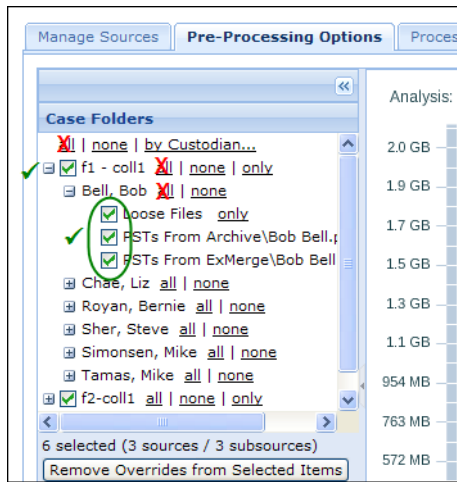 Manage Sources Pre-Processing Options Proces
«
Analysis:
Case Folders
all | none | by Custodian...
f1 - coll1 all | none | only
Bell, Bob all | none
Loose Files only
PSTs From Archive\Bob Bell.p
PSTs From ExMerge\Bob Bell
Chae, Liz all | none
Royan, Bernie all | none
Sher, Steve all | none
Simonsen, Mike all | none
Tamas, Mike all | none
f2-coll1 all | none | only
6 selected (3 sources / 3 subsources)
Remove Overrides from Selected Items
2.0 GB
1.9 GB
1.7 GB
1.5 GB
1.3 GB
1.1 GB
954 MB
763 MB
572 MB